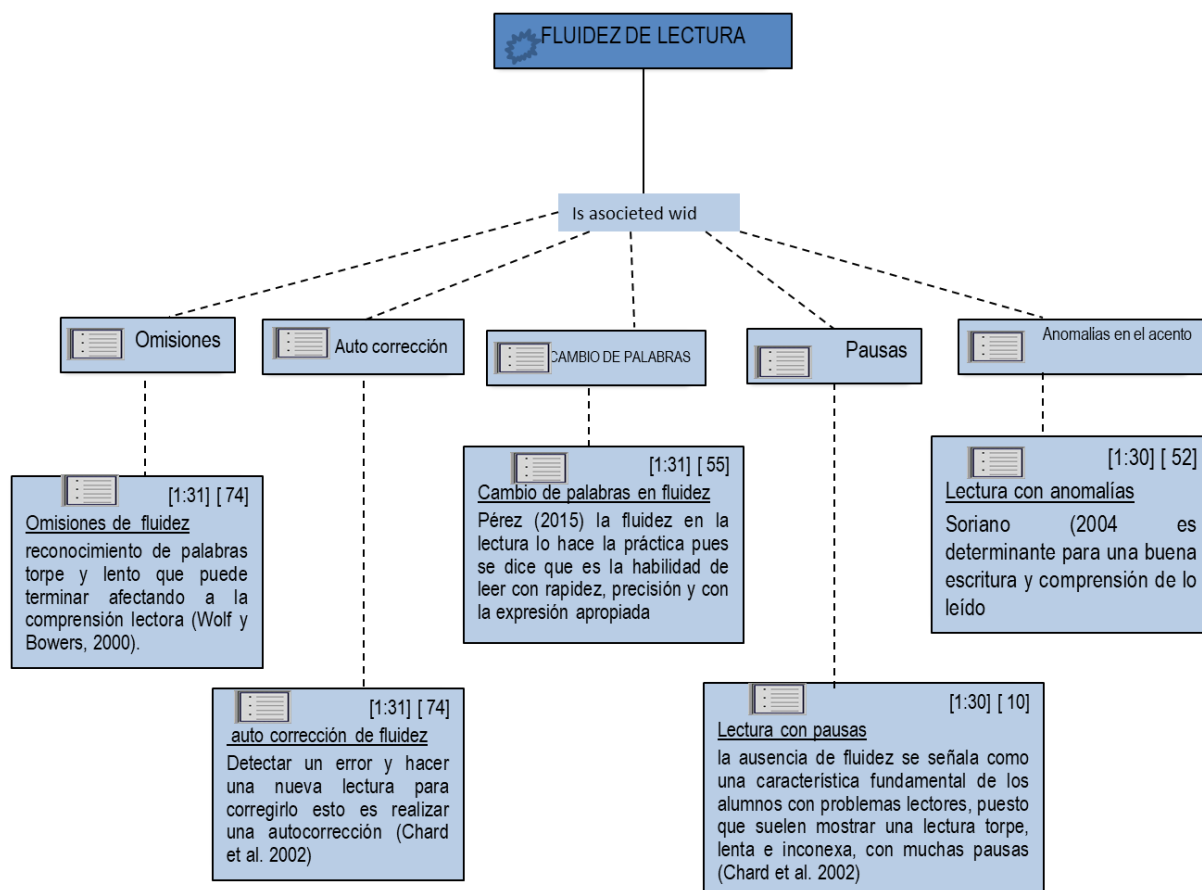 FLUIDEZ DE LECTURA
Is asocieted wid
Omisiones
Auto corrección
CAMBIO DE PALABRAS
Pausas
Anomalías en el acento
[1:31] [ 74]
Omisiones de fluidez
reconocimiento de palabras
torpe y lento que puede
terminar afectando a la
comprensión lectora (Wolf y
Bowers, 2000).
[1:31] [ 74]
auto corrección de fluidez
Detectar un error y hacer
una nueva lectura para
corregirlo esto es realizar
una autocorrección (Chard
et al. 2002)
[1:31] [ 55]
Cambio de palabras en fluidez
Pérez (2015) la fluidez en la
lectura lo hace la práctica pues
se dice que es la habilidad de
leer con rapidez, precisión y con
la expresión apropiada
[1:30] [ 10]
Lectura con pausas
la ausencia de fluidez se señala como
una característica fundamental de los
alumnos con problemas lectores, puesto
que suelen mostrar una lectura torpe,
lenta e inconexa, con muchas pausas
(Chard et al. 2002)
[1:30] [ 52]
Lectura con anomalías
Soriano (2004 es
determinante para una buena
escritura y comprensión de lo
leído